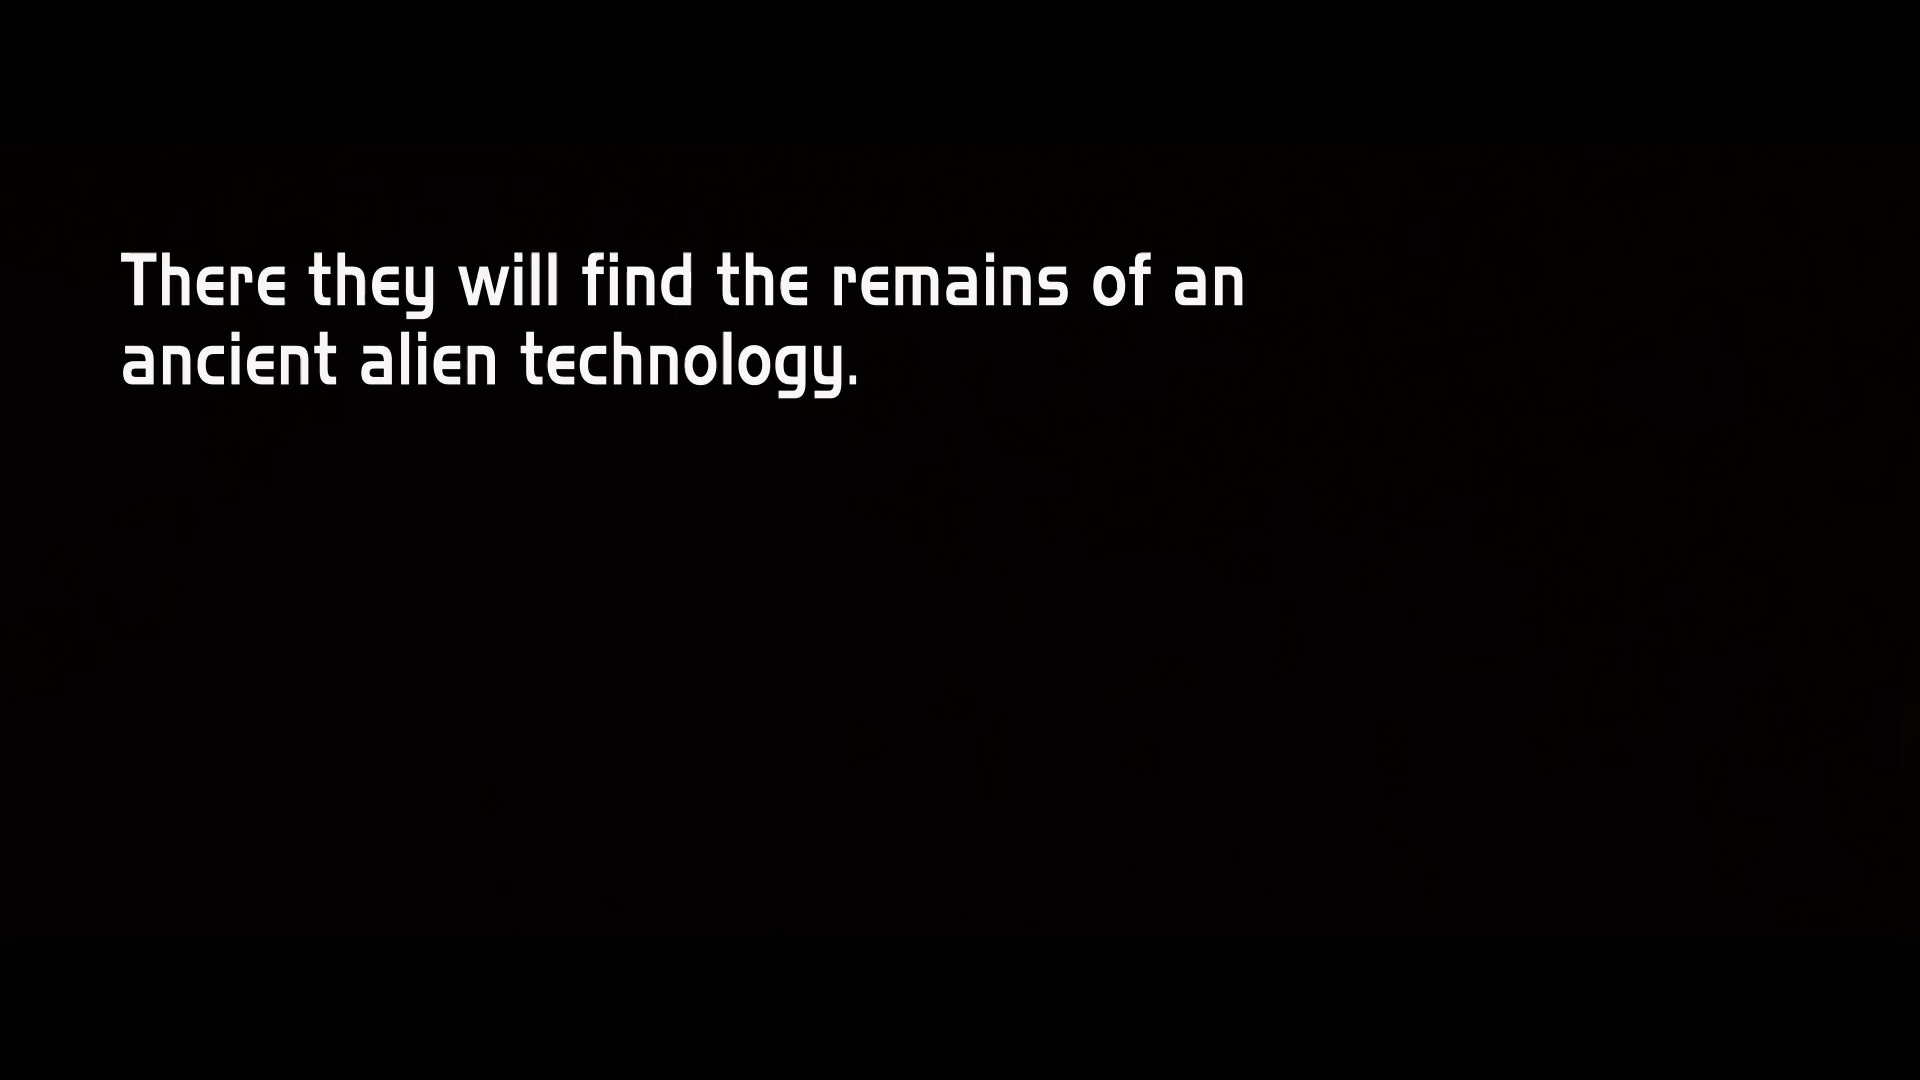 There they will find the remains of an
ancient alien technology.